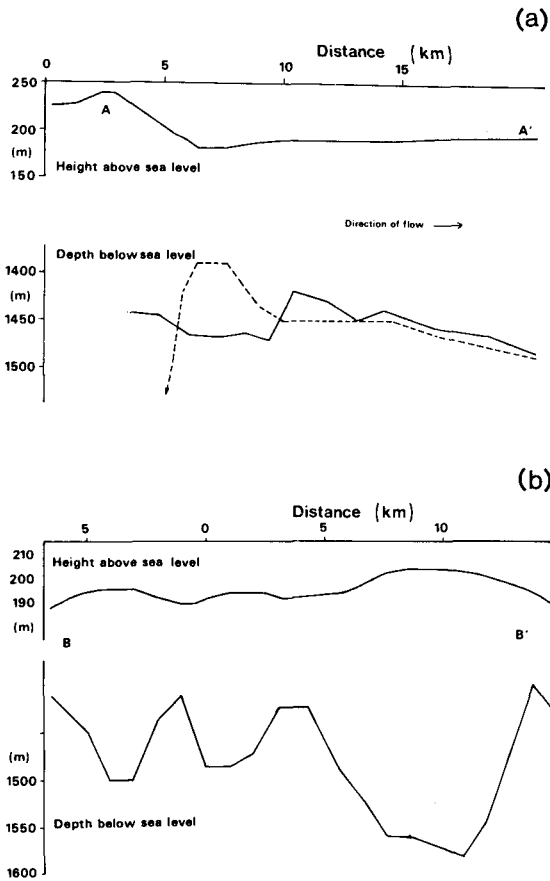 (a)
Distance (km)
0 5 10 15
250
A
200
A'
(m)
150
Height above sea level
Direction of flow
Depth below sea level
1400
(m)
1450
1500
(b)
Distance (km)
5 0 5 10
210
Height above sea level
200
190
(m)
B B'
(m)
1500
1550
Depth below sea level
1600